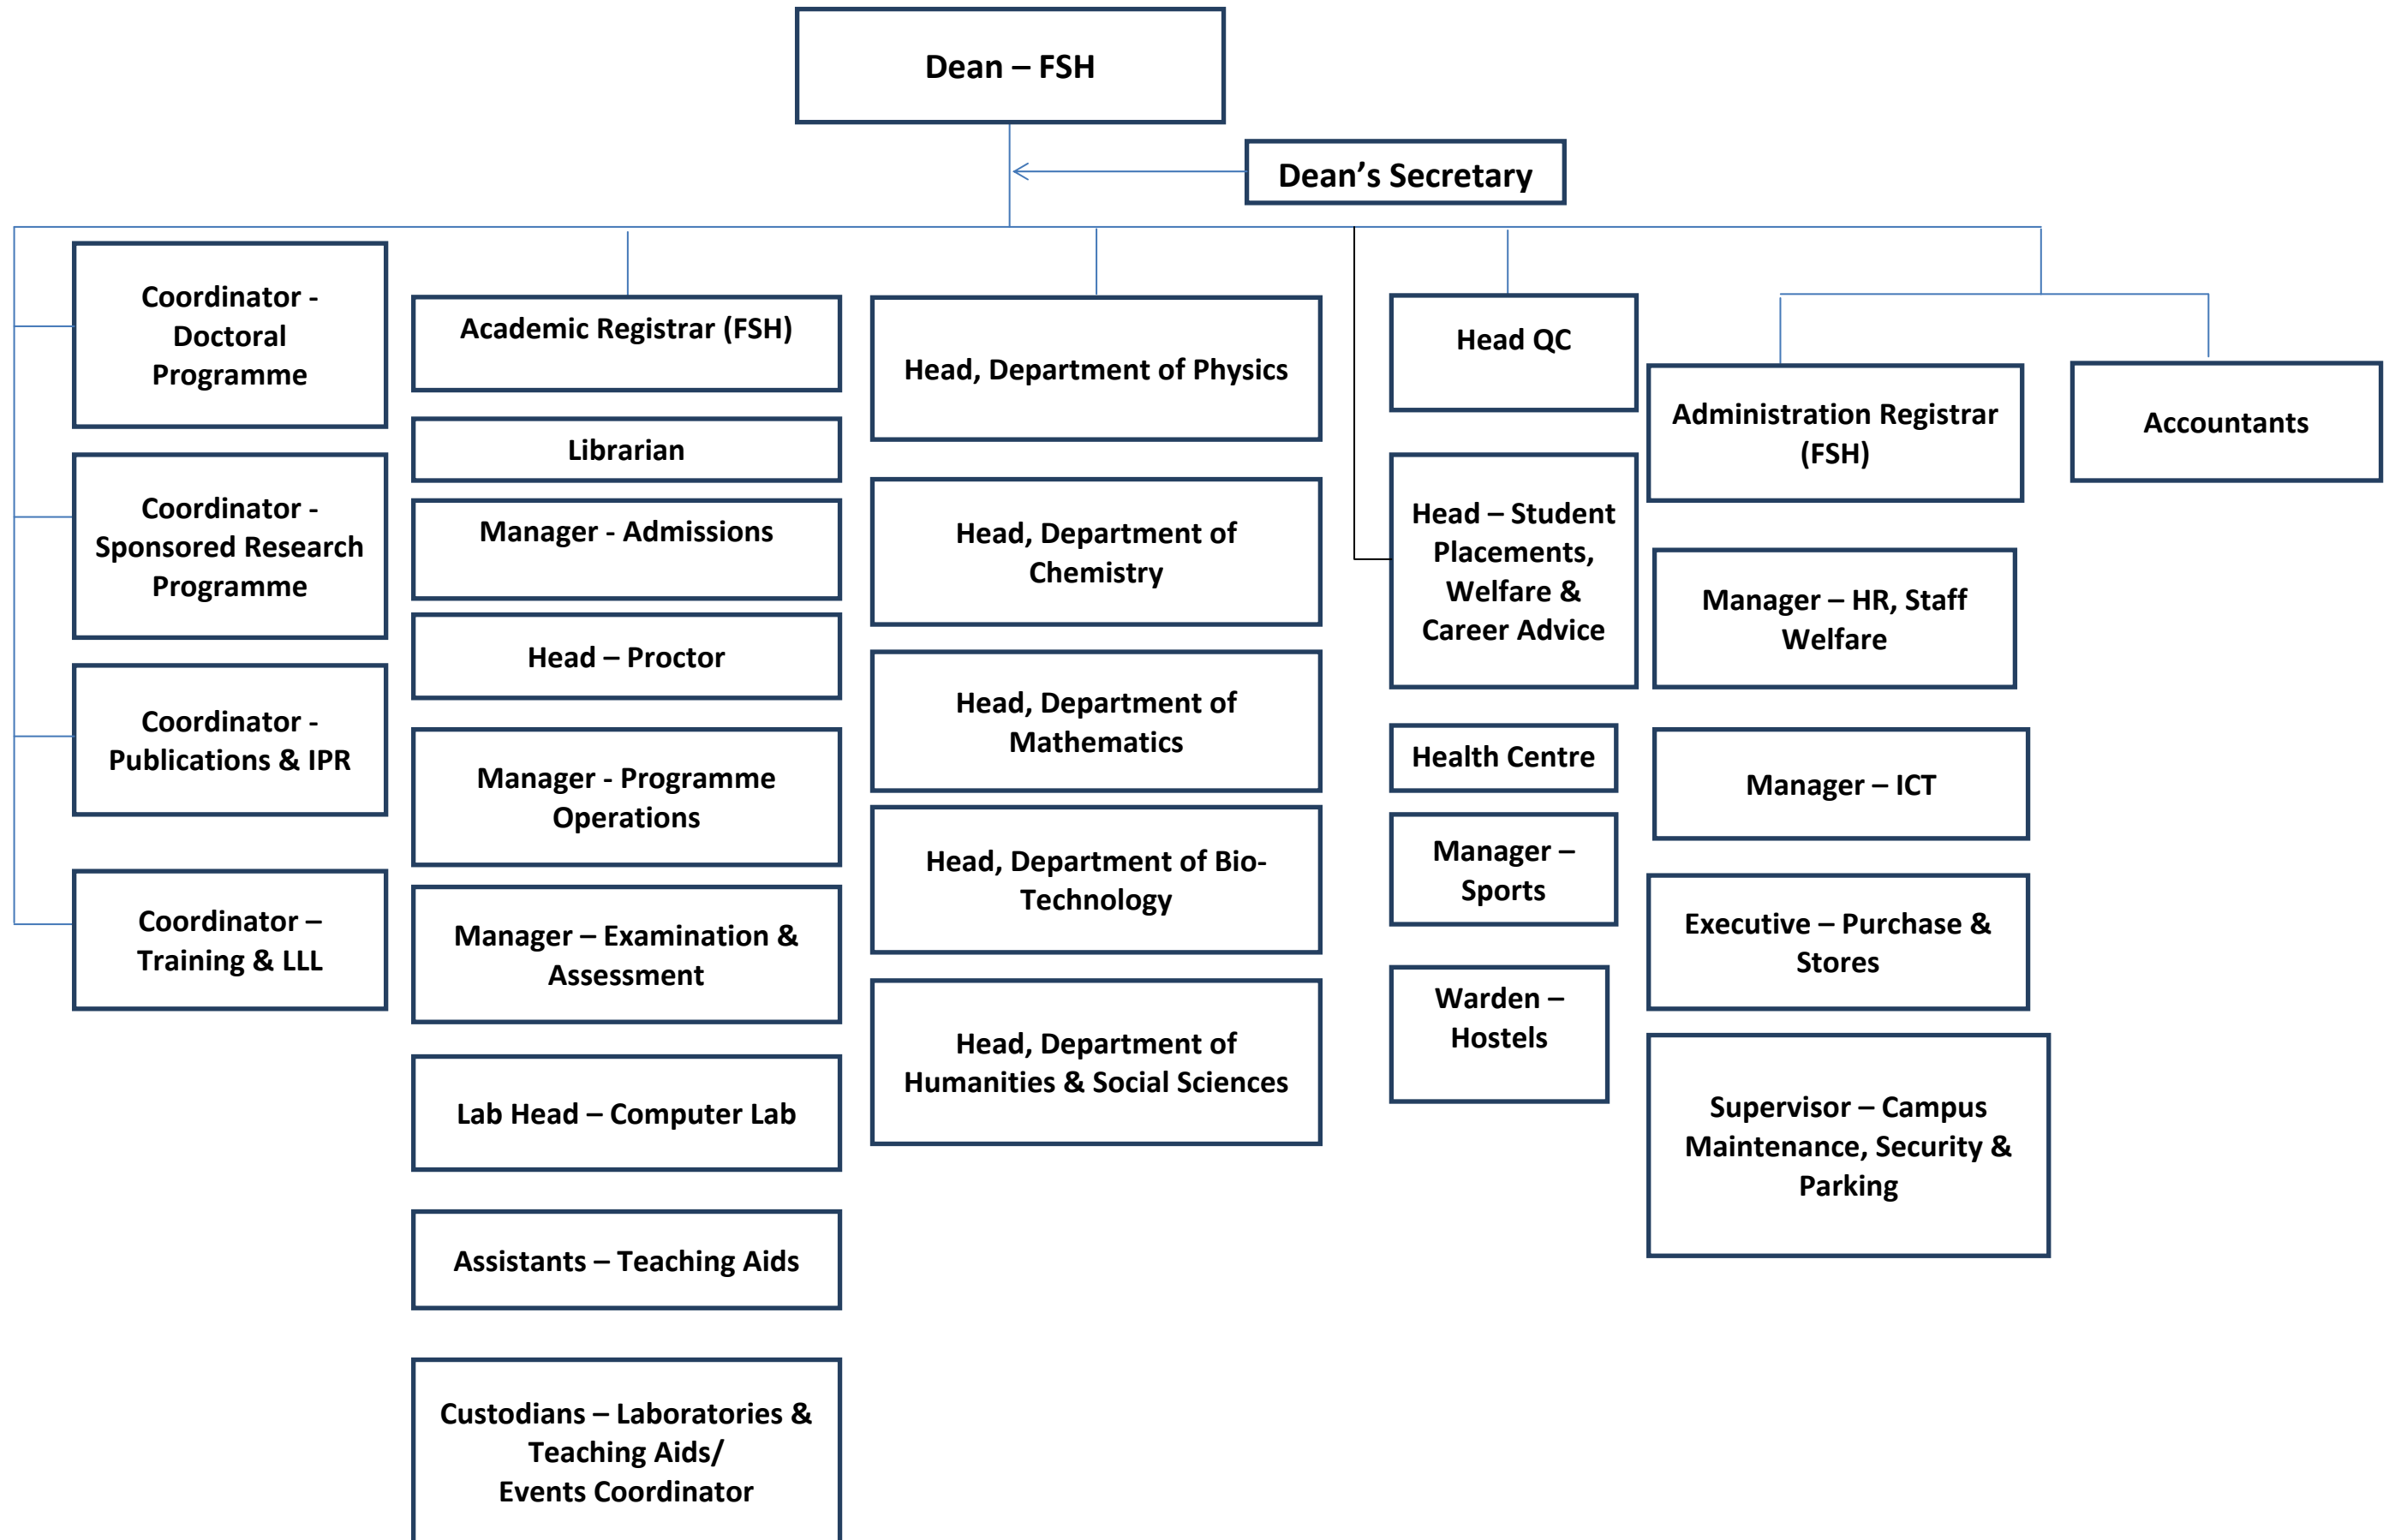 Dean – FSH
Dean’s Secretary
Coordinator -
Doctoral
Programme
Coordinator -
Sponsored Research
Programme
Coordinator -
Publications & IPR
Coordinator –
Training & LLL
Academic Registrar (FSH)
Librarian
Manager - Admissions
Head – Proctor
Manager - Programme
Operations
Manager – Examination &
Assessment
Lab Head – Computer Lab
Assistants – Teaching Aids
Custodians – Laboratories &
Teaching Aids/
Events Coordinator
Head, Department of Physics
Head, Department of
Chemistry
Head, Department of
Mathematics
Head, Department of Bio-
Technology
Head, Department of
Humanities & Social Sciences
Head QC
Head – Student
Placements,
Welfare &
Career Advice
Health Centre
Manager –
Sports
Warden –
Hostels
Administration Registrar
(FSH)
Manager – HR, Staff
Welfare
Manager – ICT
Executive – Purchase &
Stores
Supervisor – Campus
Maintenance, Security &
Parking
Accountants